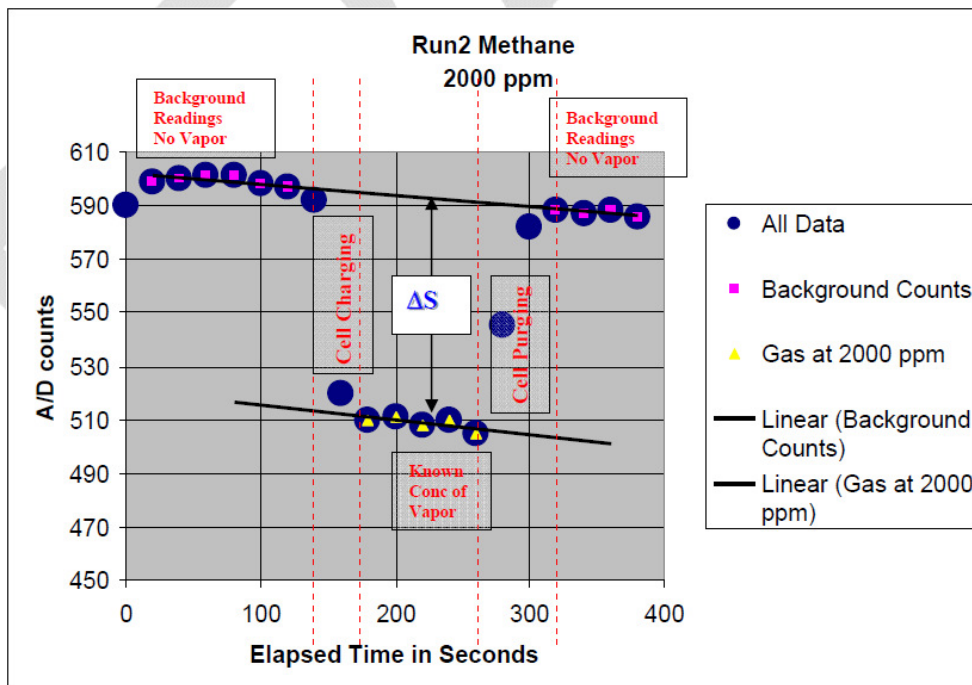 Run2 Methane
2000 ppm
Background
Readings
No Vapor
Background
Readings
No Vapor
610
590
570
550
530
510
490
470
450
A/D counts
Cell Charging
ΔS
Cell Purging
Known
Conc of
Vapor
0
100
200
300
400
Elapsed Time in Seconds
All Data
Background Counts
Gas at 2000 ppm
Linear (Background
Counts)
Linear (Gas at 2000
ppm)